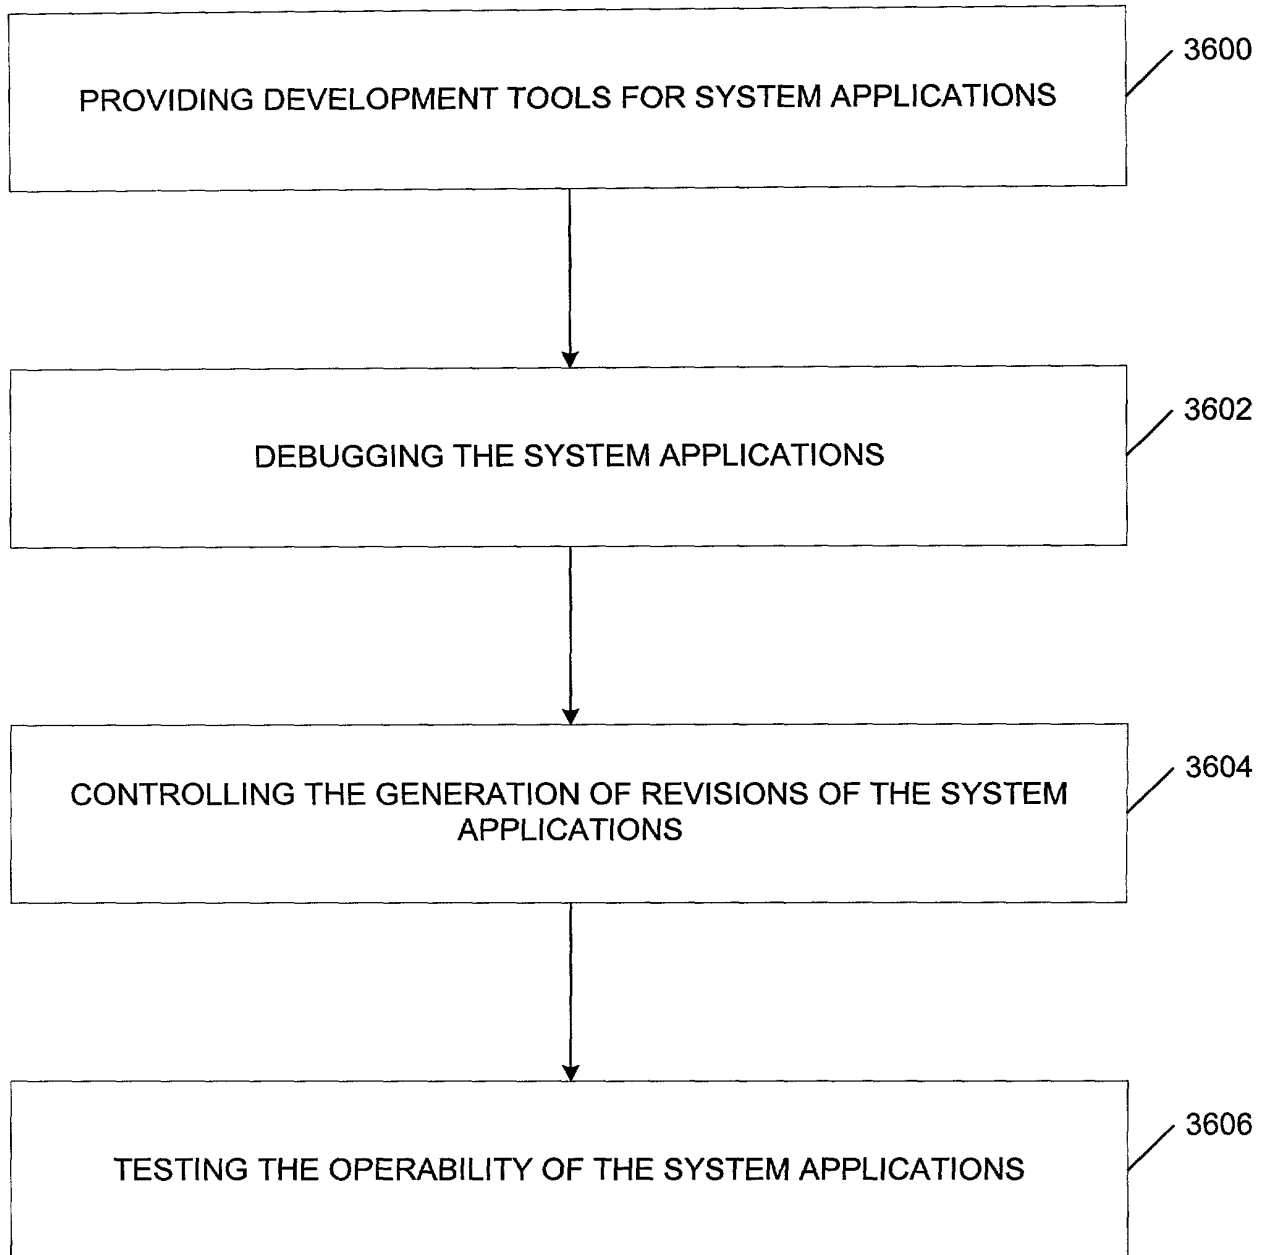 3600
PROVIDING DEVELOPMENT TOOLS FOR SYSTEM APPLICATIONS
3602
DEBUGGING THE SYSTEM APPLICATIONS
3604
CONTROLLING THE GENERATION OF REVISIONS OF THE SYSTEM
APPLICATIONS
3606
TESTING THE OPERABILITY OF THE SYSTEM APPLICATIONS